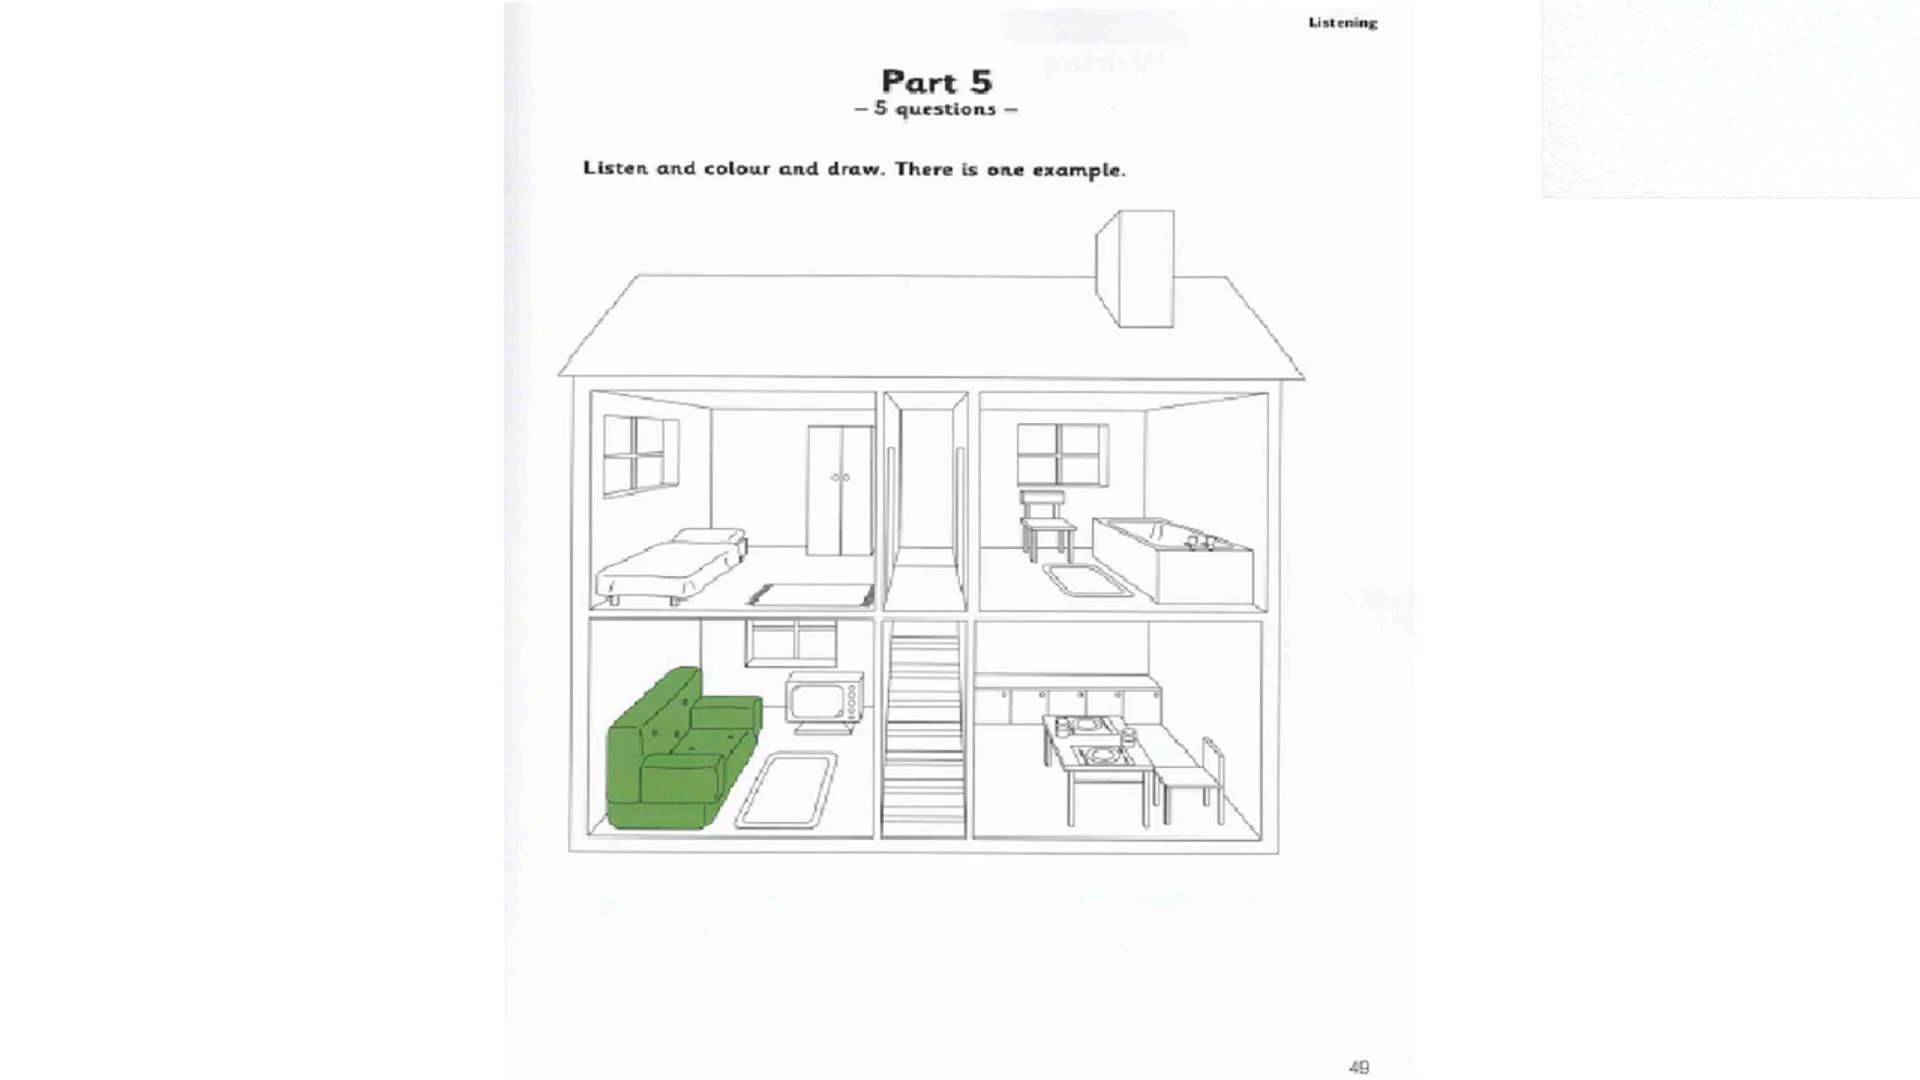 Listening
Part 5
– 5 questions –
Listen and colour and draw. There is one example.
49